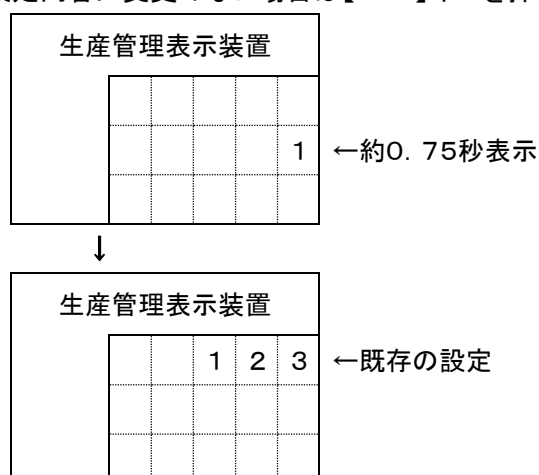 生産管理表示装置
1 ←約0.75秒表示
↓
生産管理表示装置
1 2 3 ←既存の設定